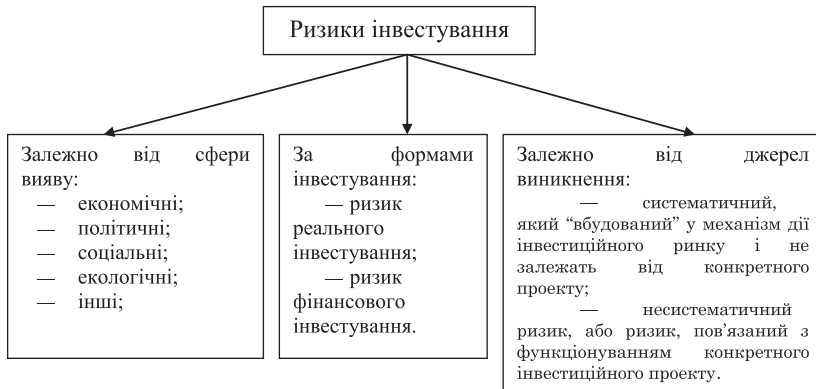 Ризики інвестування
Залежно від сфери
вияву:
— економічні;
— політичні;
— соціальні;
— екологічні;
— інші;
За формами
інвестування:
— ризик
реального
інвестування;
— ризик
фінансового
інвестування.
Залежно від джерел
виникнення:
— систематичний,
який “вбудований” у механізм дії
інвестиційного ринку і не
залежать від конкретного
проекту;
— несистематичний
ризик, або ризик, пов’язаний з
функціонуванням конкретного
інвестиційного проекту.